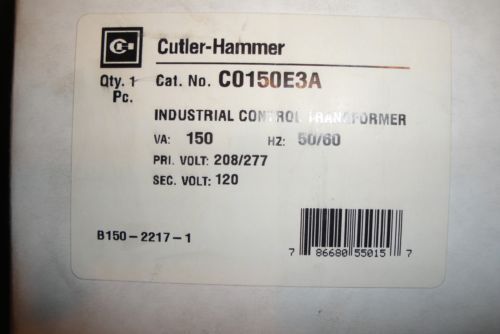 Cutler-Hammer
Qty. 1 Pc. Cat. No. C0150E3A
INDUSTRIAL CONTROL TRANSFORMER
VA: 150 HZ: 50/60
PRI. VOLT: 208/277
SEC. VOLT: 120
B150-2217-1
7 86680 55015 7